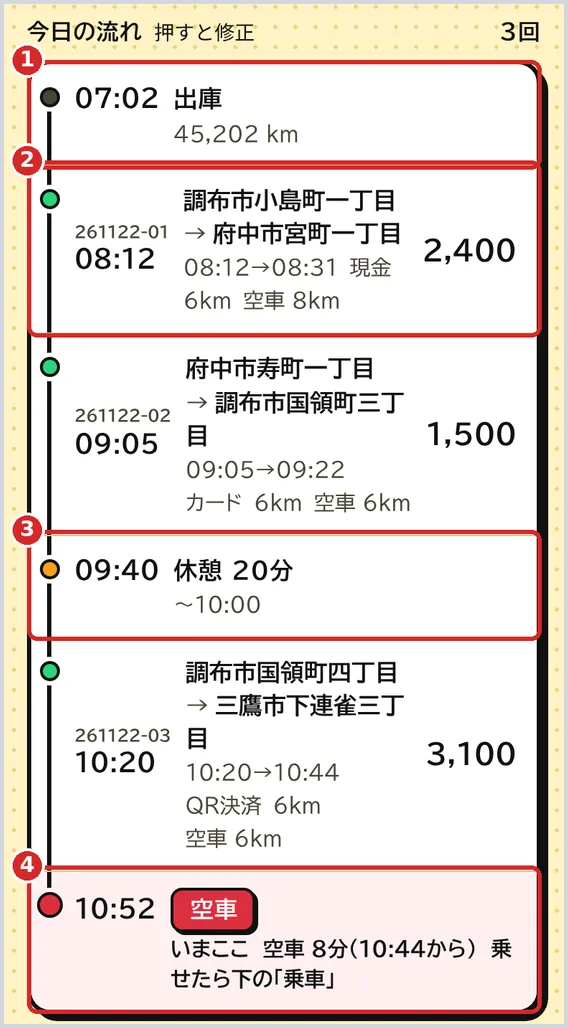 今日の流れ 押すと修正 3回
1
07:02 出庫
45,202 km
2
調布市小島町一丁目
261122-01 → 府中市宮町一丁目
08:12 2,400
08:12→08:31 現金
6km 空車 8km
府中市寿町一丁目
261122-02 → 調布市国領町三丁
09:05 目 1,500
09:05→09:22
カード 6km 空車 6km
3
09:40 休憩 20分
～10:00
調布市国領町四丁目
→ 三鷹市下連雀三丁
261122-03 目
10:20 3,100
10:20→10:44
QR決済 6km
空車 6km
4
10:52 空車
いまここ 空車 8分(10:44から) 乗
せたら下の「乗車」